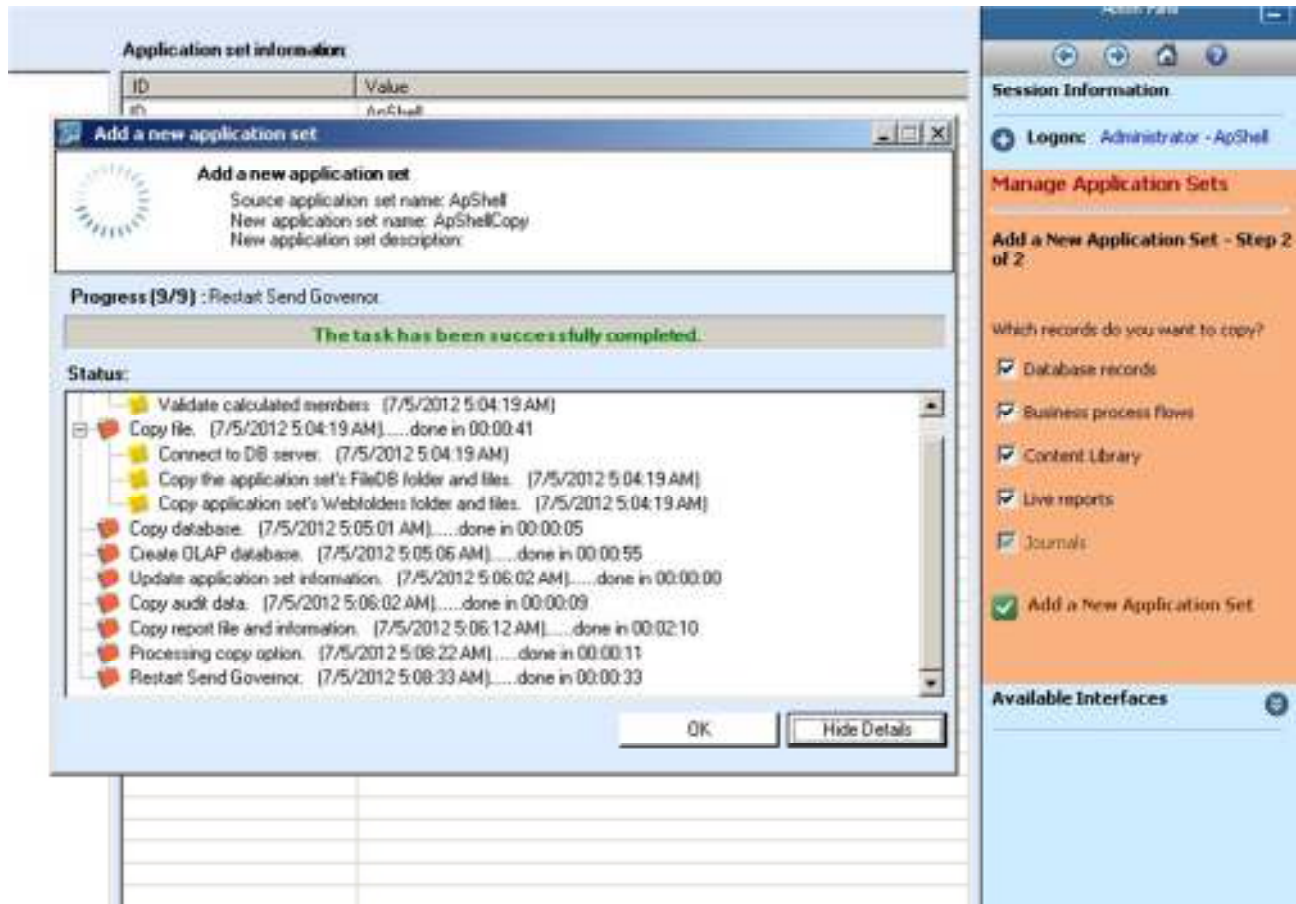 Application set information
ID Value
ID ApShell
Add a new application set
Add a new application set
Source application set name: ApShell
New application set name: ApShellCopy
New application set description:
Progress (9/9) : Restart Send Governor.
The task has been successfully completed.
Status:
Validate calculated members (7/5/2012 5:04:19 AM)
Copy file. (7/5/2012 5:04:19 AM).....done in 00:00:41
Connect to DB server. (7/5/2012 5:04:19 AM)
Copy the application set's FileDB folder and files. (7/5/2012 5:04:19 AM)
Copy application set's Webfolders folder and files. (7/5/2012 5:04:19 AM)
Copy database. (7/5/2012 5:05:01 AM).....done in 00:00:05
Create OLAP database. (7/5/2012 5:05:06 AM).....done in 00:00:55
Update application set information. (7/5/2012 5:06:02 AM).....done in 00:00:00
Copy audit data. (7/5/2012 5:06:02 AM).....done in 00:00:09
Copy report file and information. (7/5/2012 5:06:12 AM).....done in 00:02:10
Processing copy option. (7/5/2012 5:08:22 AM).....done in 00:00:11
Restart Send Governor. (7/5/2012 5:08:33 AM).....done in 00:00:33
OK
Hide Details
Session Information
Logon: Administrator - ApShell
Manage Application Sets
Add a New Application Set - Step 2
of 2
Which records do you want to copy?
Database records
Business process flows
Content Library
Live reports
Journals
Add a New Application Set
Available Interfaces